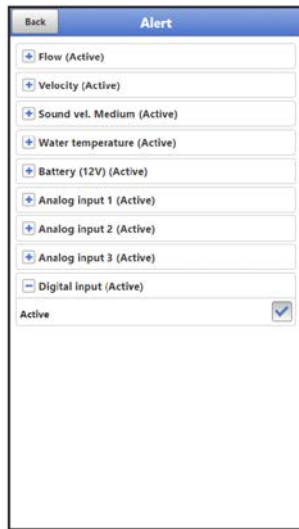 Back
Alert
Flow (Active)
Velocity (Active)
Sound vel. Medium (Active)
Water temperature (Active)
Battery (12V) (Active)
Analog input 1 (Active)
Analog input 2 (Active)
Analog input 3 (Active)
Digital input (Active)
Active